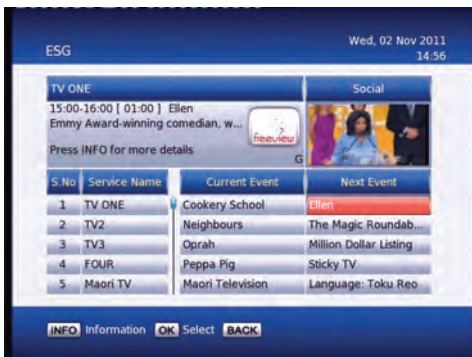 ESG
Wed, 02 Nov 2011
14:56
TV ONE
Social
15:00-16:00 [ 01:00 ] Ellen
Emmy Award-winning comedian, w...
freeview
Press INFO for more details
G
S.No Service Name Current Event Next Event
1 TV ONE Cookery School Ellen
2 TV2 Neighbours The Magic Roundab...
3 TV3 Oprah Million Dollar Listing
4 FOUR Peppa Pig Sticky TV
5 Maori TV Maori Television Language: Toku Reo
INFO Information OK Select BACK